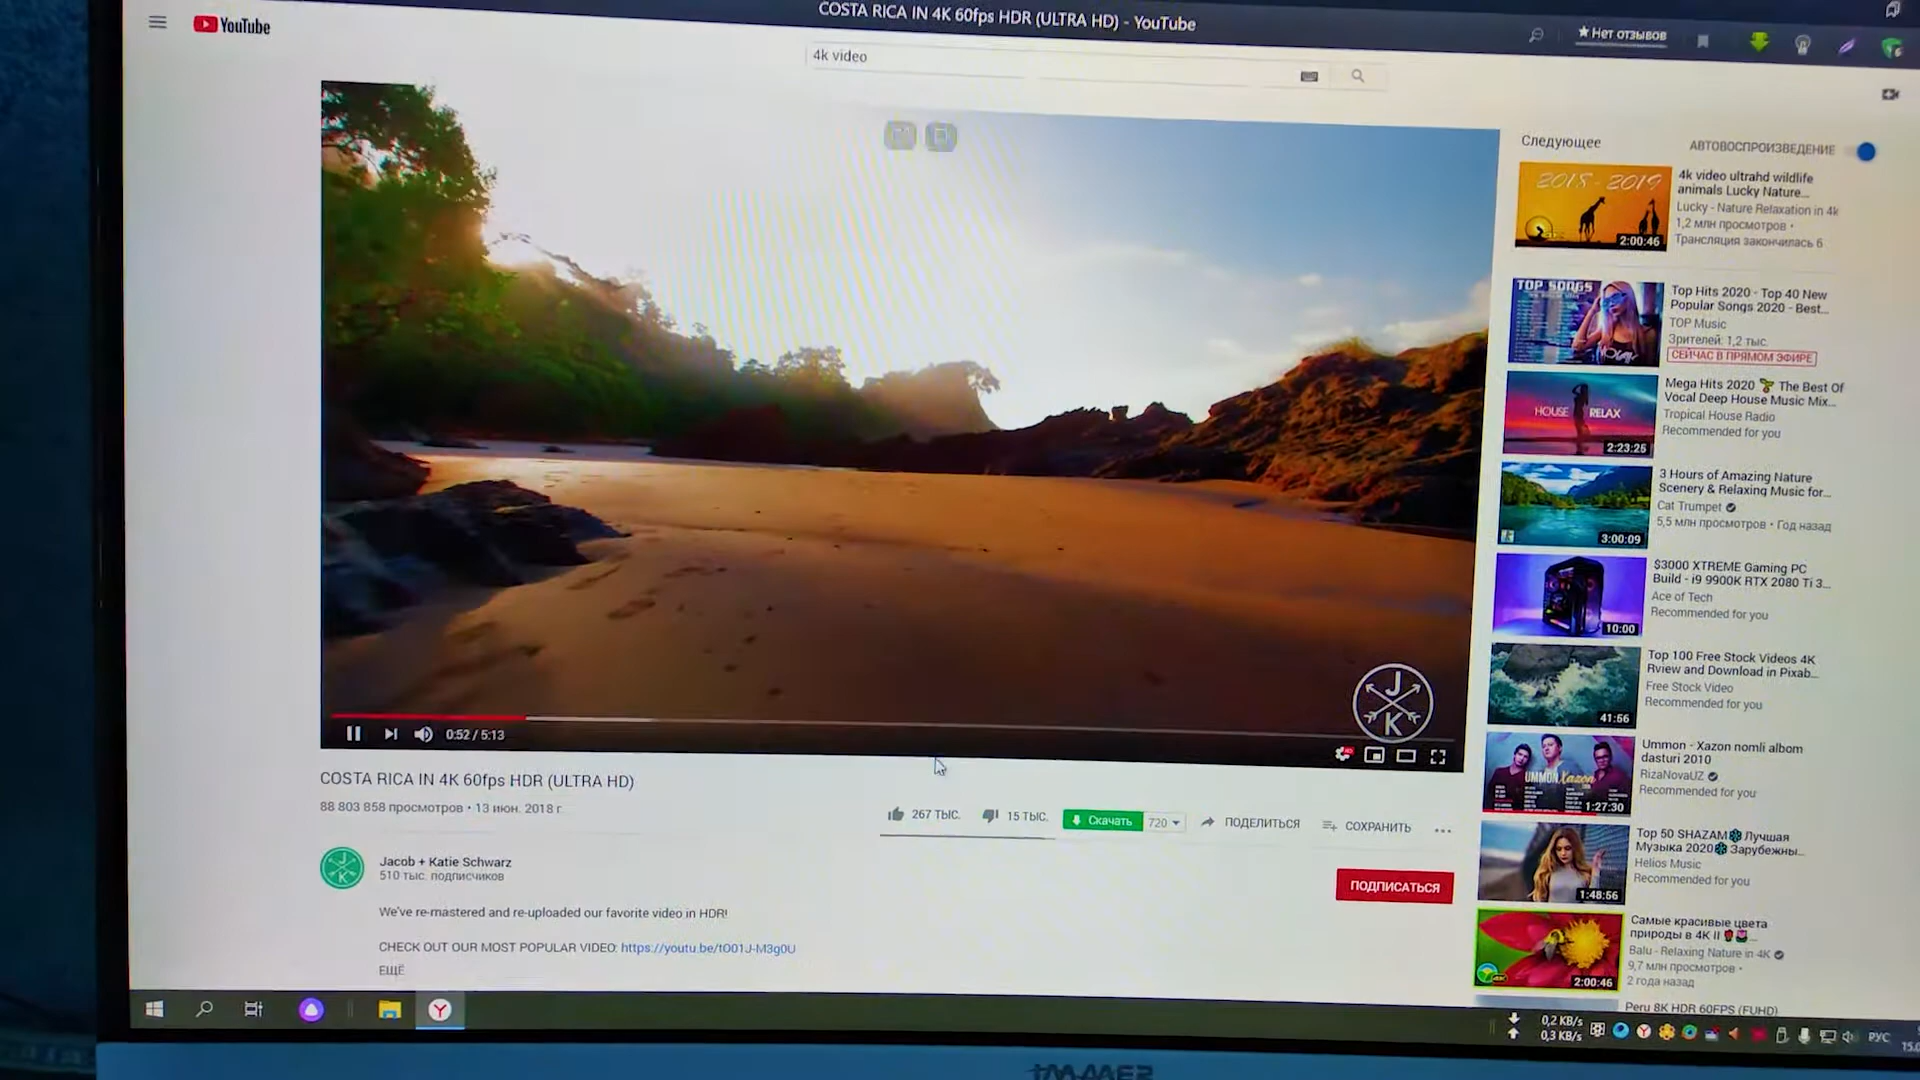 COSTA RICA IN 4K 60fps HDR (ULTRA HD) - YouTube
YouTube
★ Нет отзывов
4k video
Следующее
АВТОВОСПРОИЗВЕДЕНИЕ
2018 - 2019
2:00:46
4k video ultrahd wildlife
animals Lucky Nature...
Lucky - Nature Relaxation in 4k
1,2 млн просмотров •
Трансляция закончилась 6
TOP SONGS
Top Hits 2020 - Top 40 New
Popular Songs 2020 - Best...
TOP Music
Зрителей: 1,2 тыс.
СЕЙЧАС В ПРЯМОМ ЭФИРЕ
HOUSE RELAX
2:23:25
Mega Hits 2020 🌴 The Best Of
Vocal Deep House Music Mix...
Tropical House Radio
Recommended for you
3:00:09
3 Hours of Amazing Nature
Scenery & Relaxing Music for...
Cat Trumpet
5,5 млн просмотров • Год назад
10:00
$3000 XTREME Gaming PC
Build - i9 9900K RTX 2080 Ti 3...
Ace of Tech
Recommended for you
41:56
Top 100 Free Stock Videos 4K
Rview and Download in Pixab...
Free Stock Video
Recommended for you
UMMON Xazon
1:27:30
Ummon - Xazon nomli albom
dasturi 2010
RizaNovaUZ
Recommended for you
1:48:56
Top 50 SHAZAM❄️Лучшая
Музыка 2020❄️Зарубежны...
Helios Music
Recommended for you
2:00:46
Самые красивые цвета
природы в 4K II 🌹🌷...
Balu - Relaxing Nature in 4K
9,7 млн просмотров •
2 года назад
Peru 8K HDR 60FPS (FUHD)
J
K
0:52 / 5:13
COSTA RICA IN 4K 60fps HDR (ULTRA HD)
88 803 858 просмотров • 13 июн. 2018 г.
267 ТЫС.
15 ТЫС.
Скачать
720
ПОДЕЛИТЬСЯ
СОХРАНИТЬ
Jacob + Katie Schwarz
510 тыс. подписчиков
ПОДПИСАТЬСЯ
We've re-mastered and re-uploaded our favorite video in HDR!
CHECK OUT OUR MOST POPULAR VIDEO: https://youtu.be/tO01J-M3g0U
ЕЩЁ
0,2 KB/s
0,3 KB/s
РУС
IMMER